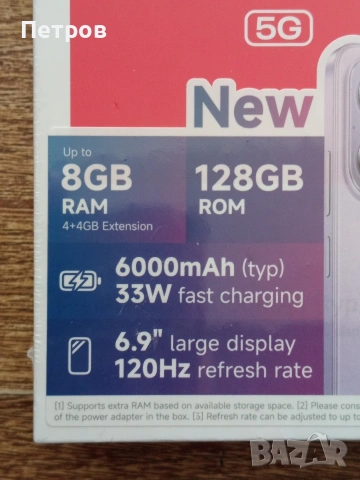 Петров
5G
New
Up to
8GB
RAM
4+4GB Extension
128GB
ROM
6000mAh (typ)
33W fast charging
6.9" large display
120Hz refresh rate
[1] Supports extra RAM based on available storage space. [2] Please cons
of the power adapter in the box. [3] Refresh rate can be adjusted up to
BAZAR